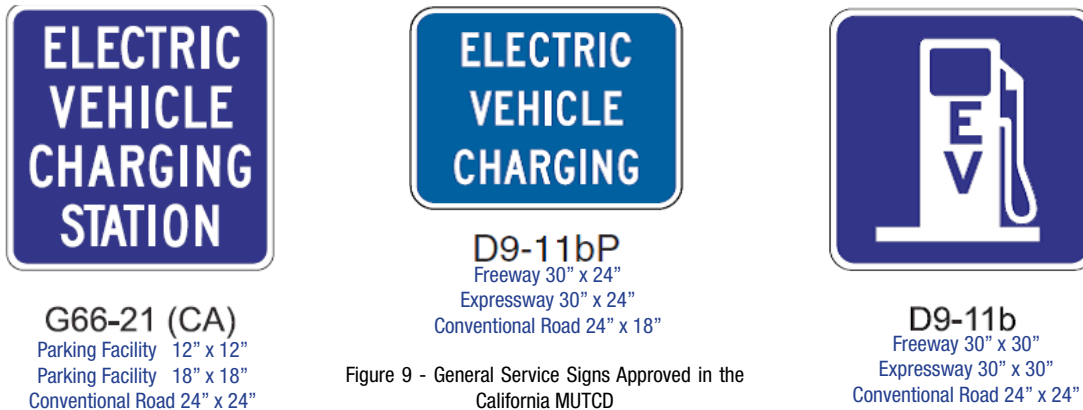 ELECTRIC
VEHICLE
CHARGING
STATION
G66-21 (CA)
Parking Facility 12” x 12”
Parking Facility 18” x 18”
Conventional Road 24” x 24”
ELECTRIC
VEHICLE
CHARGING
D9-11bP
Freeway 30” x 24”
Expressway 30” x 24”
Conventional Road 24” x 18”
Figure 9 - General Service Signs Approved in the
California MUTCD
E
V
D9-11b
Freeway 30” x 30”
Expressway 30” x 30”
Conventional Road 24” x 24”